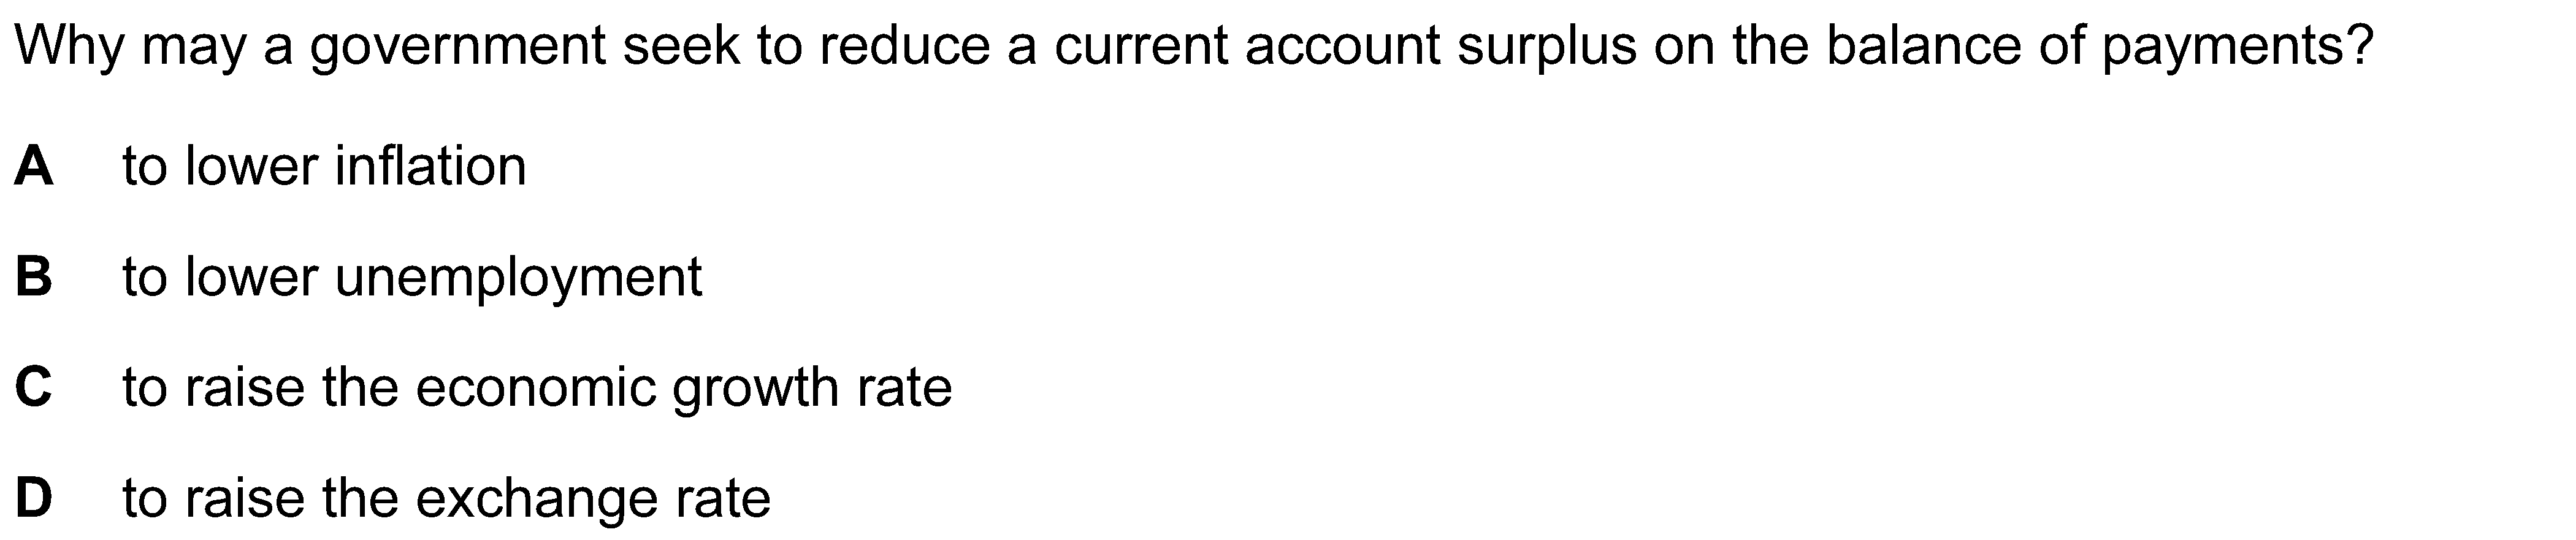 Why may a government seek to reduce a current account surplus on the balance of payments?
A to lower inflation
B to lower unemployment
C to raise the economic growth rate
D to raise the exchange rate